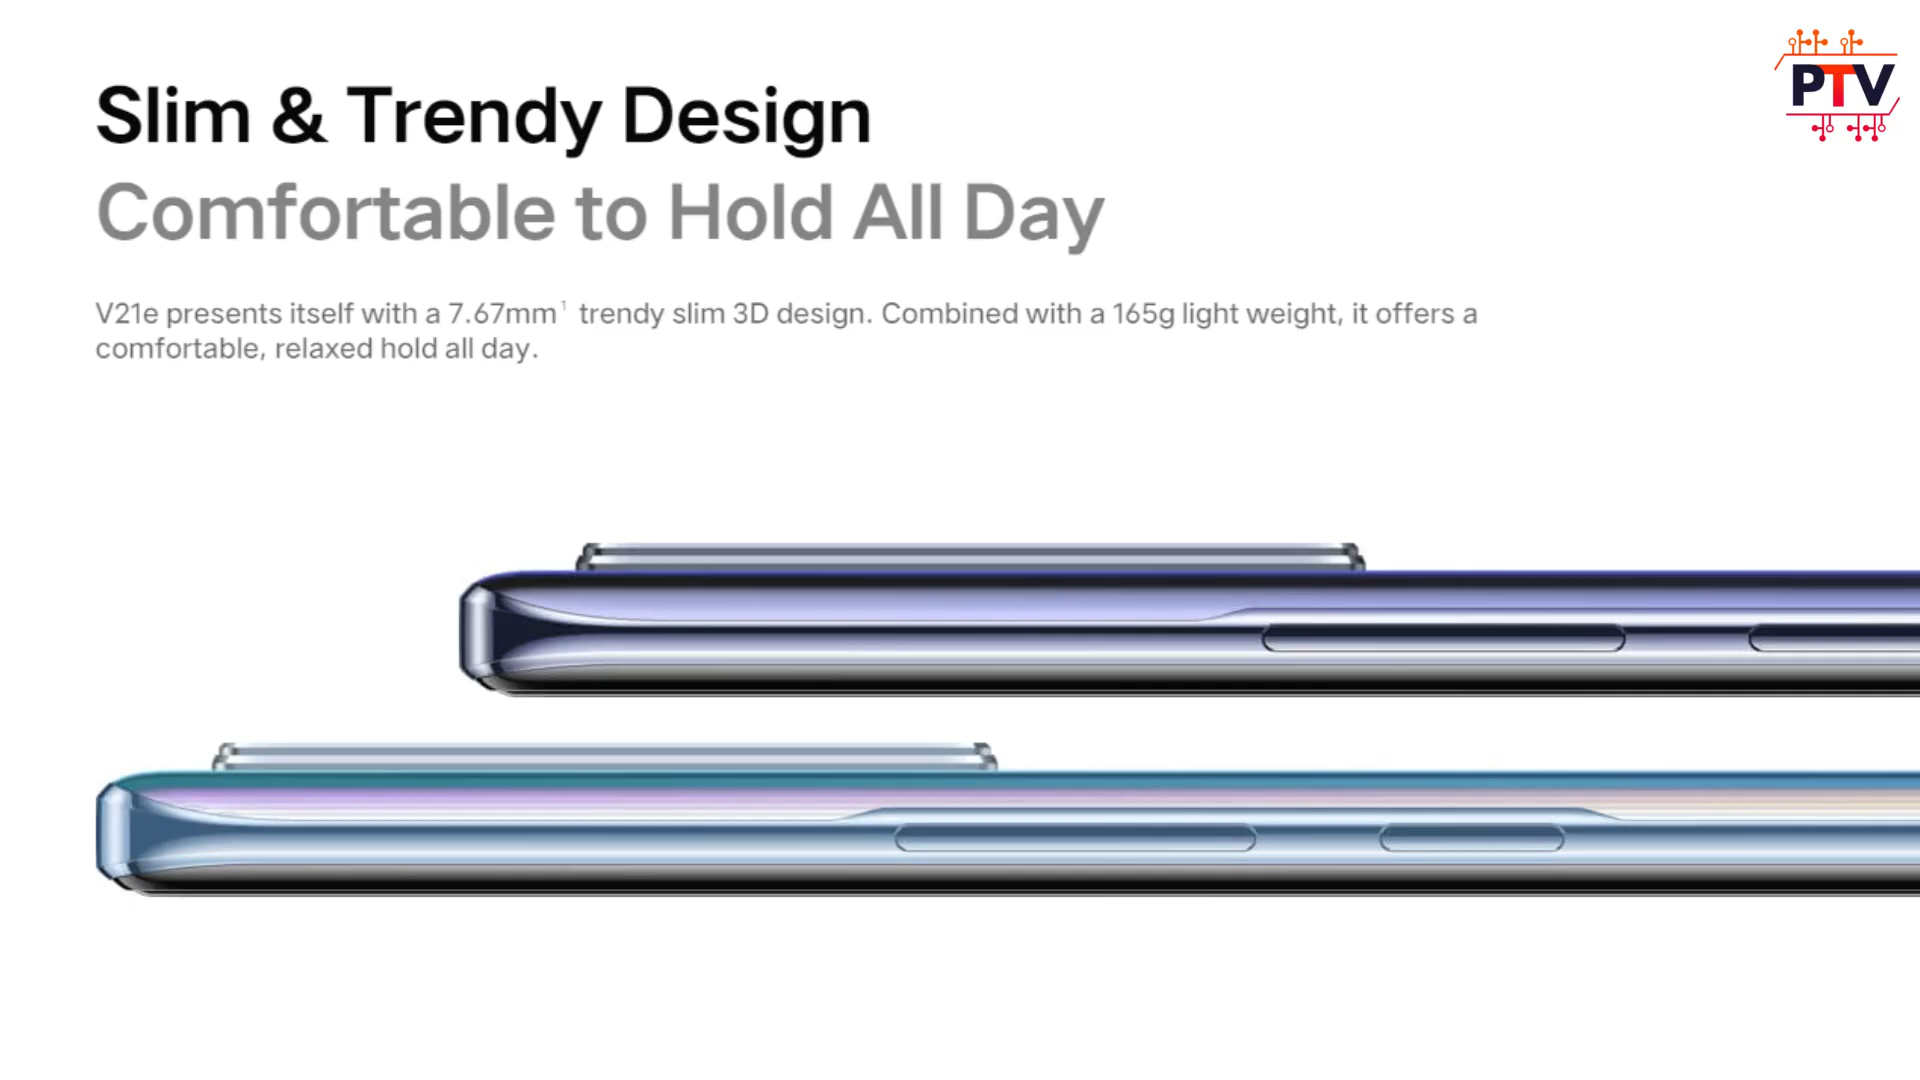 PTV
Slim & Trendy Design
Comfortable to Hold All Day
V21e presents itself with a 7.67mm¹ trendy slim 3D design. Combined with a 165g light weight, it offers a
comfortable, relaxed hold all day.